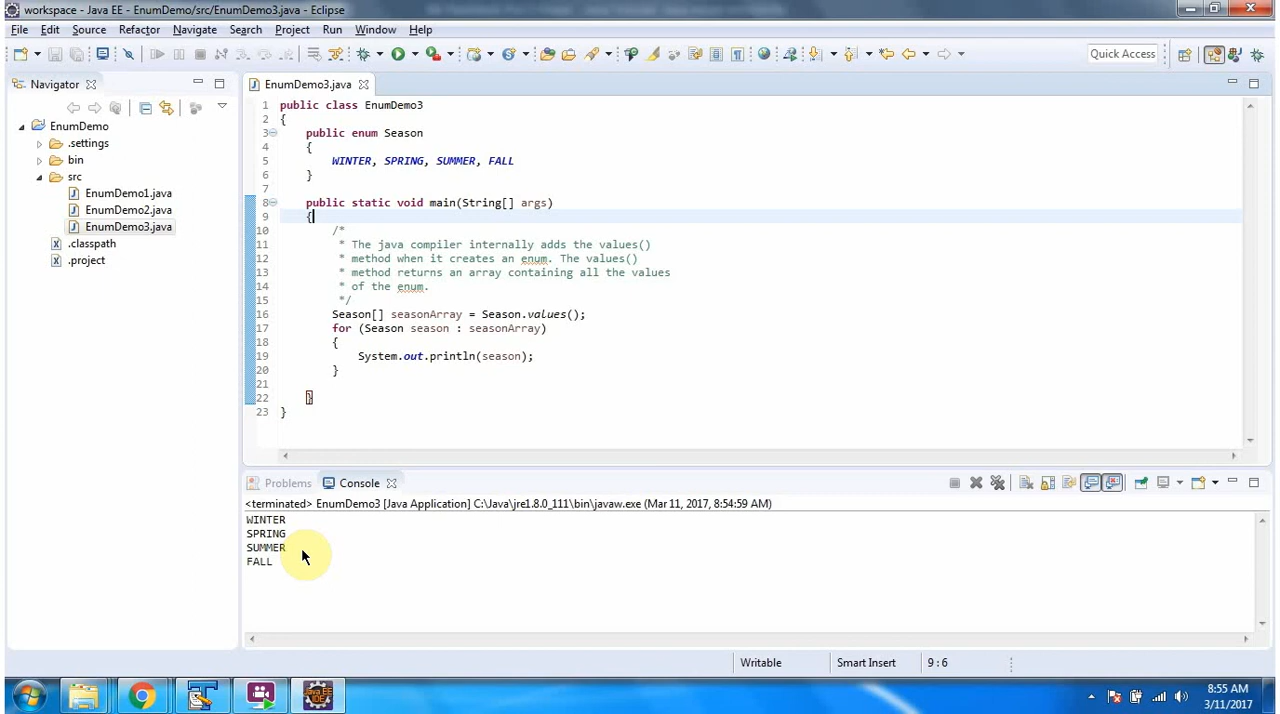 workspace - Java EE - EnumDemo/src/EnumDemo3.java - Eclipse
File Edit Source Refactor Navigate Search Project Run Window Help
Quick Access
Navigator
EnumDemo
.settings
bin
src
EnumDemo1.java
EnumDemo2.java
EnumDemo3.java
.classpath
.project
EnumDemo3.java
1 public class EnumDemo3
2 {
3 public enum Season
4 {
5 WINTER, SPRING, SUMMER, FALL
6 }
7
8 public static void main(String[] args)
9 {
10 /*
11 * The java compiler internally adds the values()
12 * method when it creates an enum. The values()
13 * method returns an array containing all the values
14 * of the enum.
15 */
16 Season[] seasonArray = Season.values();
17 for (Season season : seasonArray)
18 {
19 System.out.println(season);
20 }
21
22 }
23 }
Problems Console
<terminated> EnumDemo3 [Java Application] C:\Java\jre1.8.0_111\bin\javaw.exe (Mar 11, 2017, 8:54:59 AM)
WINTER
SPRING
SUMMER
FALL
Writable Smart Insert 9 : 6
Java EE
IDE
8:55 AM
3/11/2017